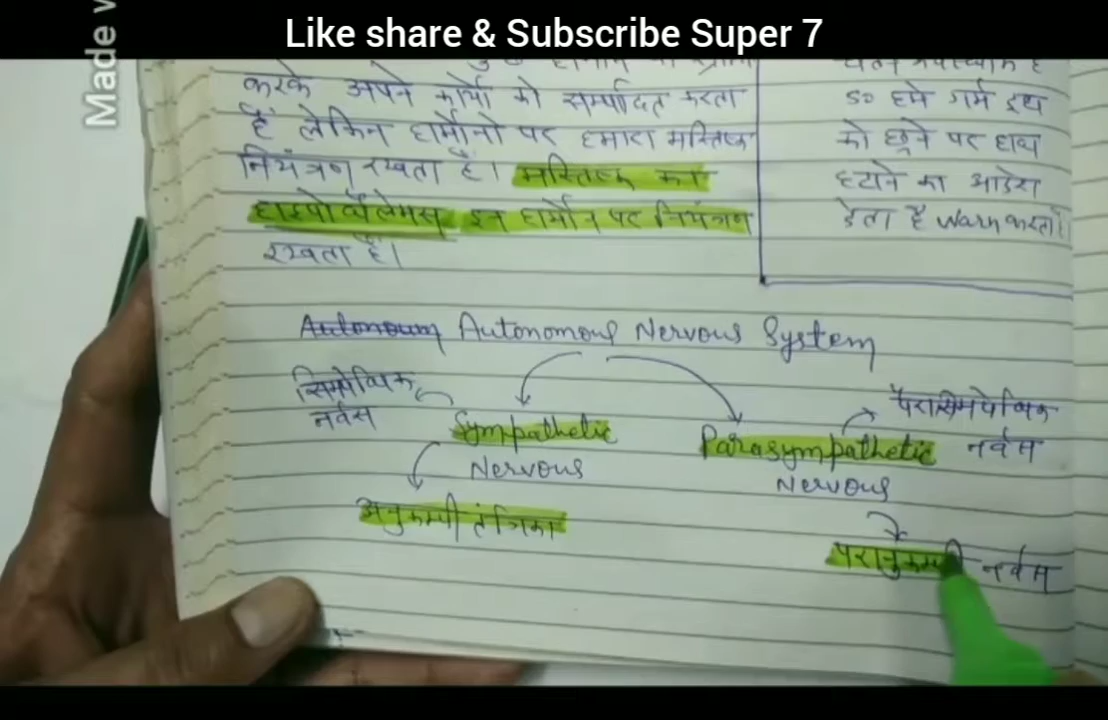 Like share & Subscribe Super 7
Made
करके अपने कार्यो को सम्पादित करता
है लेकिन हार्मोनो पर हमारा मस्तिष्क
नियंत्रण रखता है। मस्तिष्क का
हाइपोथैलेमस इन हार्मोन पर नियंत्रण
रखता है।
so हमे गर्म
को छूने पर हाथ
हटाने का आदेश
देता है warn करता है।
Autonomous Nervous System
सिम्पेथिक
नर्वस
Sympathetic
Nervous
अनुकम्पी तंत्रिका
पैरासिमपेथिक
नर्वस
Parasympathetic
Nervous
परानुकम्पी नर्वस